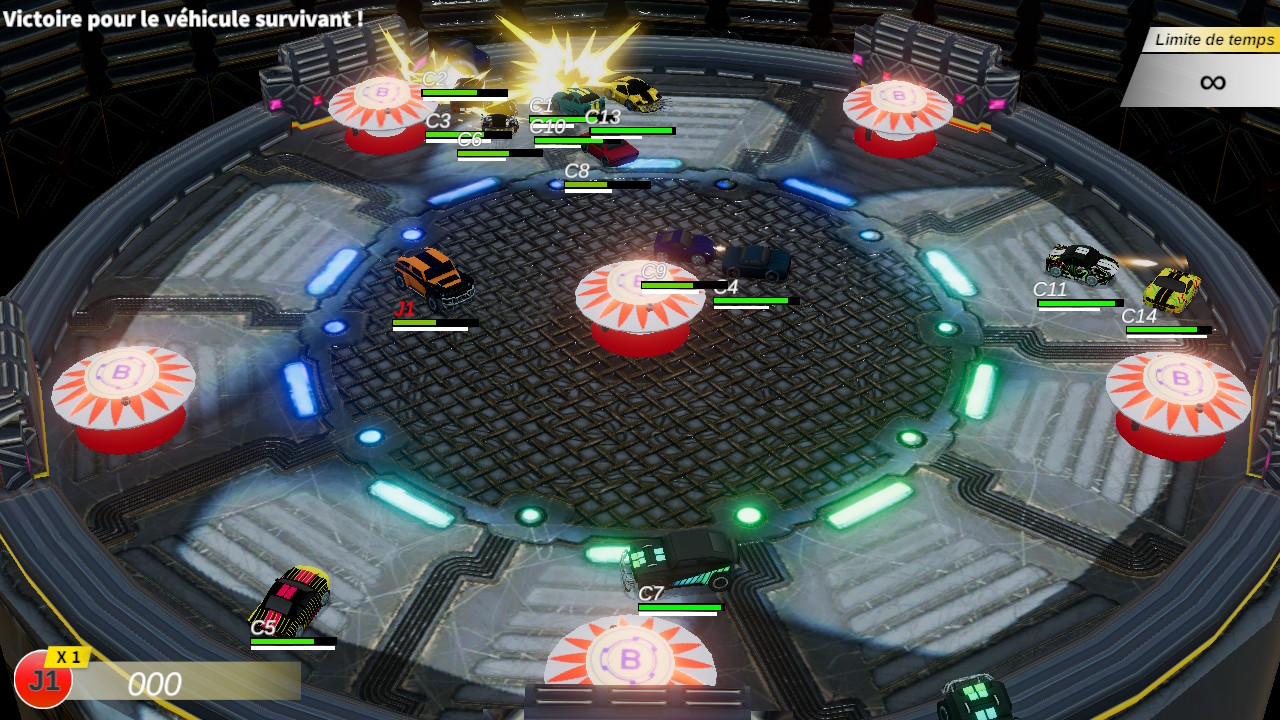 Victoire pour le véhicule survivant !
Limite de temps
∞
B
B
C2
C1
C3
C10
C13
C6
C8
C9
C4
J1
C11
C14
B
B
C7
C5
B
X 1
J1
000